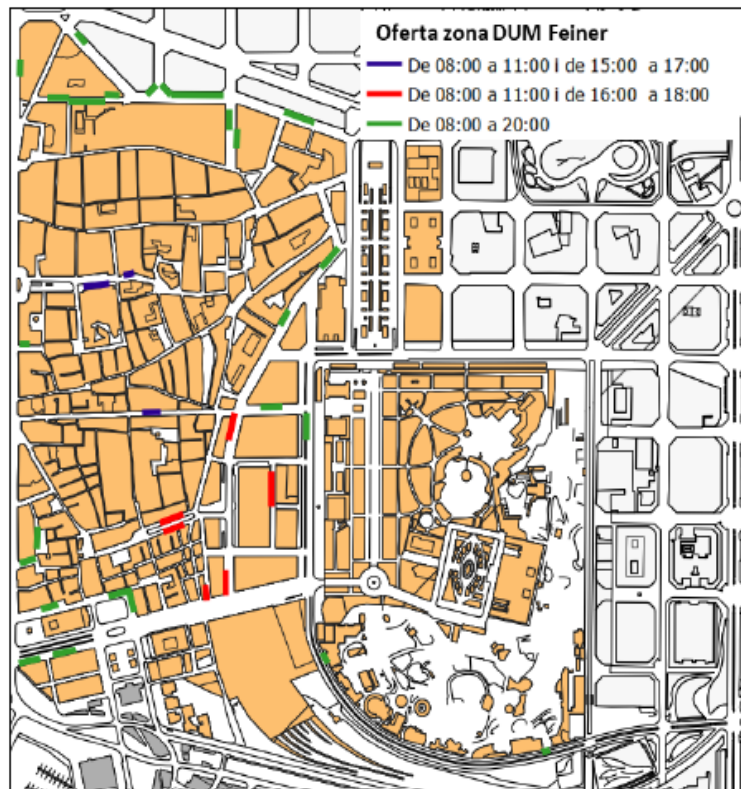 Oferta zona DUM Feiner
De 08:00 a 11:00 i de 15:00 a 17:00
De 08:00 a 11:00 i de 16:00 a 18:00
De 08:00 a 20:00